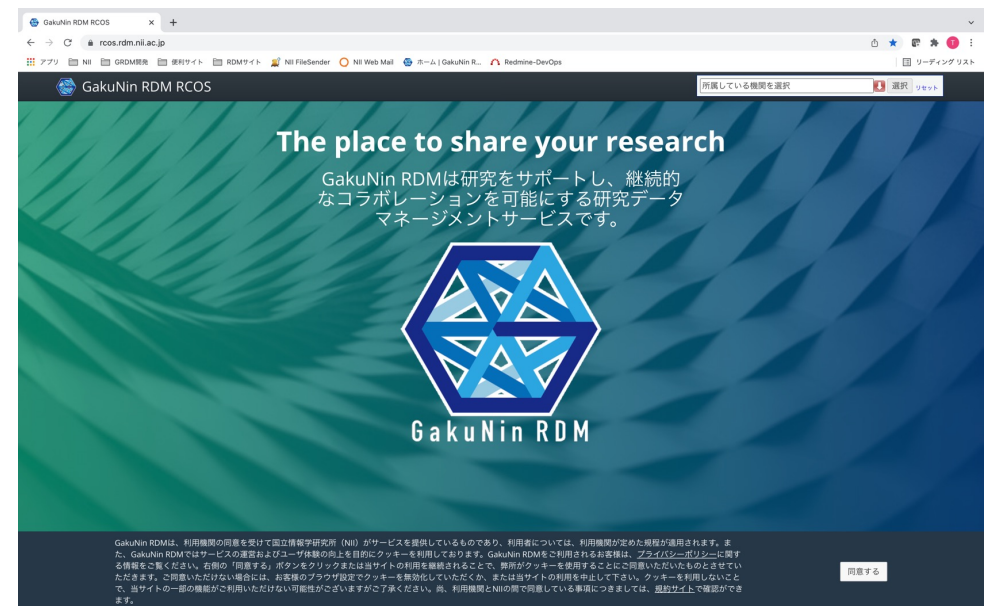 GakuNin RDM RCOS
rcos.rdm.nii.ac.jp
T
アプリ NII GRDM開発 便利サイト RDMサイト NII FileSender NII Web Mail ホーム | GakuNin R... Redmine-DevOps リーディングリスト
GakuNin RDM RCOS 所属している機関を選択 選択 リセット
The place to share your research
GakuNin RDMは研究をサポートし、継続的
なコラボレーションを可能にする研究データ
マネージメントサービスです。
GakuNin RDM
GakuNin RDMは、利用機関の同意を受けて国立情報学研究所（NII）がサービスを提供しているものであり、利用者については、利用機関が定めた規程が適用されます。ま
た、GakuNin RDMではサービスの運営およびユーザ体験の向上を目的にクッキーを利用しております。GakuNin RDMをご利用されるお客様は、プライバシーポリシーに関す
る情報をご覧ください。右側の「同意する」ボタンをクリックまたは当サイトの利用を継続されることで、弊所がクッキーを使用することにご同意いただいたものとさせてい
ただきます。ご同意いただけない場合には、お客様のブラウザ設定でクッキーを無効化していただくか、または当サイトの利用を中止して下さい。クッキーを利用しないこと
で、当サイトの一部の機能がご利用いただけない可能性がございますがご了承ください。尚、利用機関とNIIの間で同意している事項につきましては、規約サイトで確認ができ
ます。
同意する